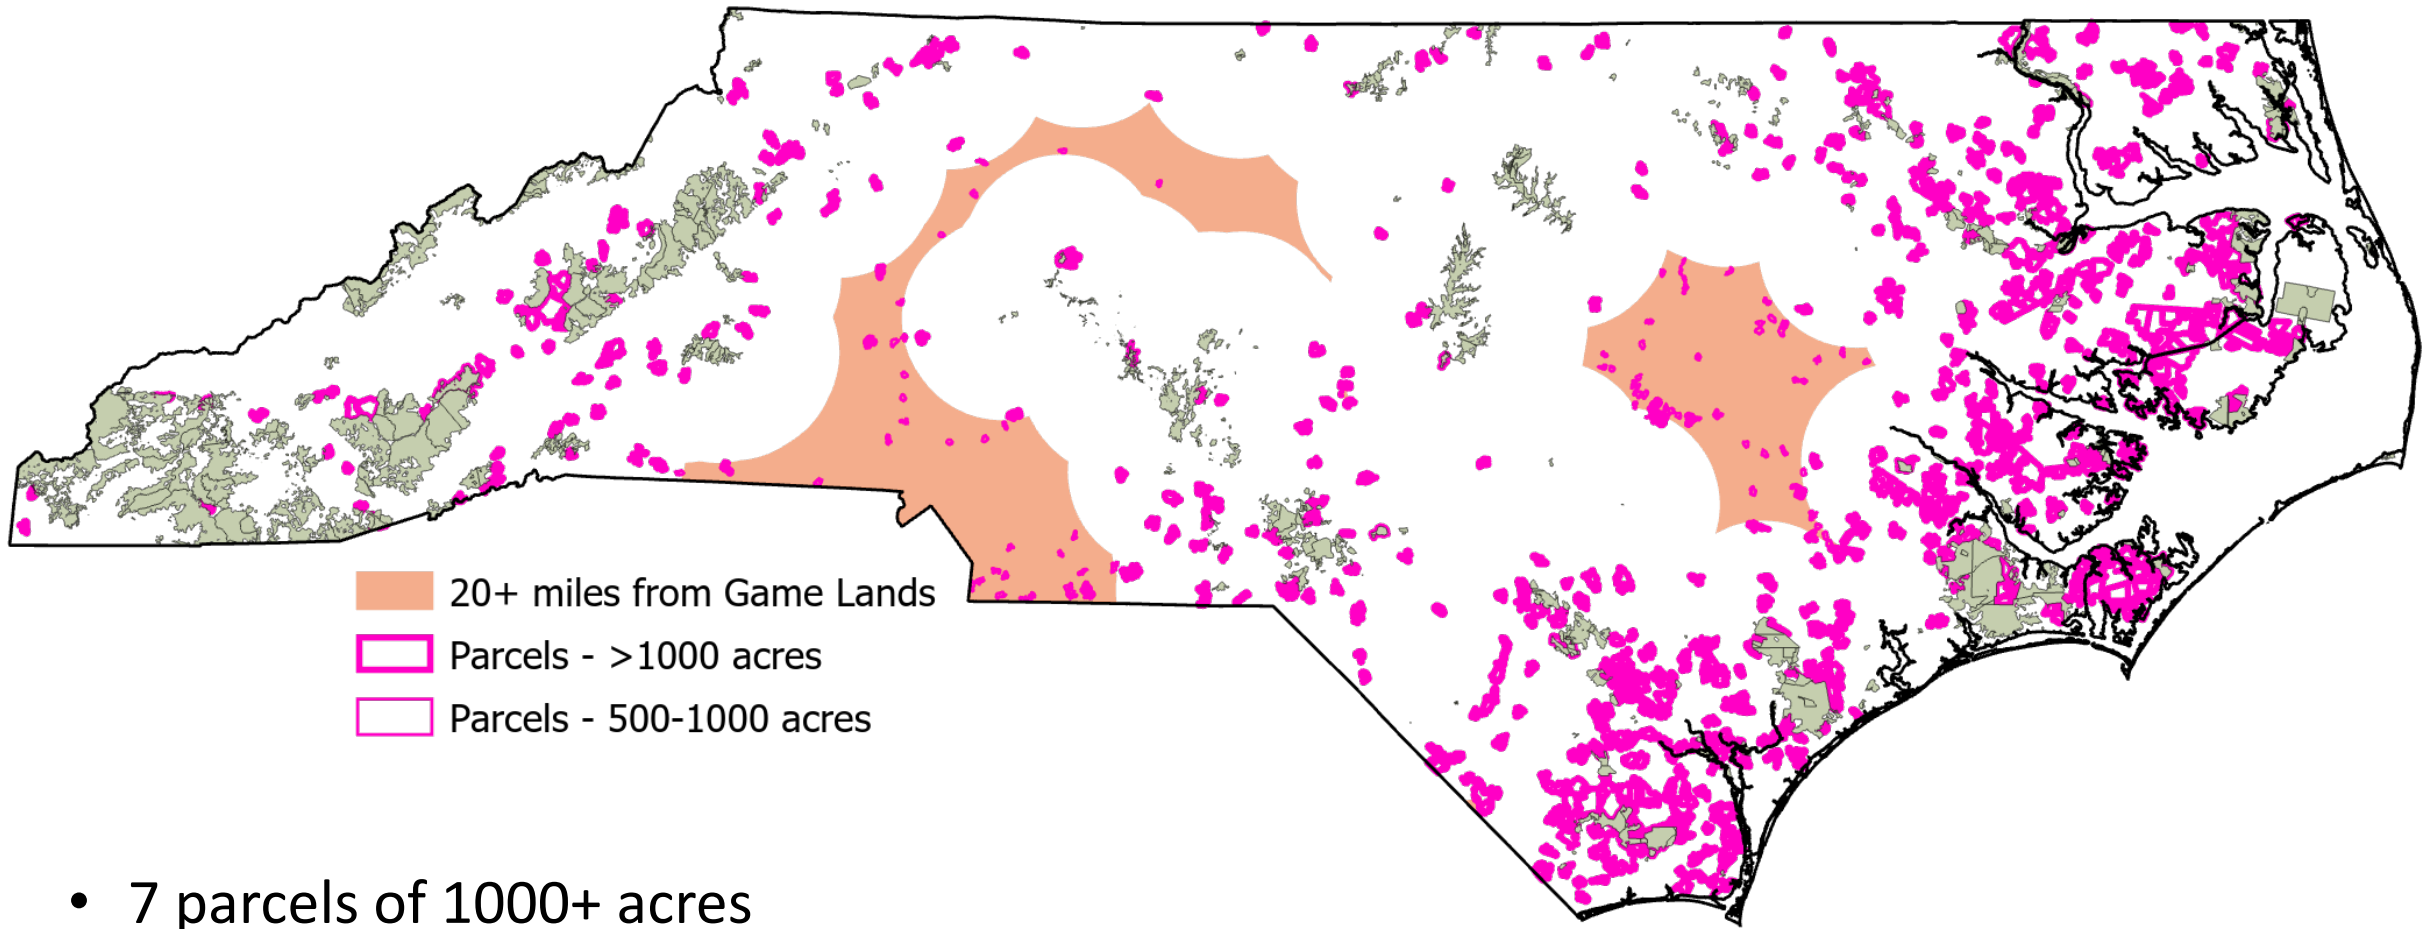 20+ miles from Game Lands
Parcels - >1000 acres
Parcels - 500-1000 acres
• 7 parcels of 1000+ acres